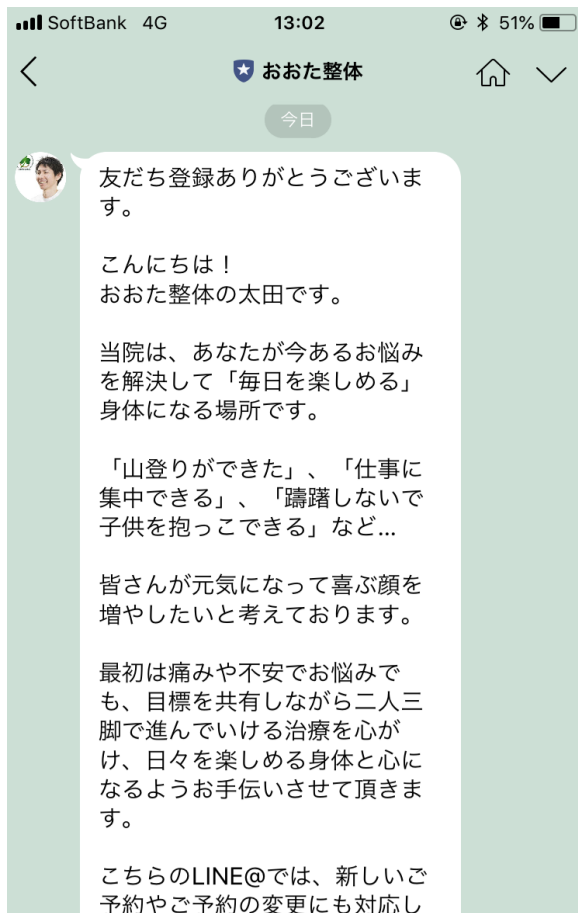 SoftBank 4G 13:02 51%
おおた整体
今日
友だち登録ありがとうございま
す。
こんにちは!
おおた整体の太田です。
当院は、あなたが今あるお悩み
を解決して「毎日を楽しめる」
身体になる場所です。
「山登りができた」、「仕事に
集中できる」、「躊躇しないで
子供を抱っこできる」など...
皆さんが元気になって喜ぶ顔を
増やしたいと考えております。
最初は痛みや不安でお悩みで
も、目標を共有しながら二人三
脚で進んでいける治療を心が
け、日々を楽しめる身体と心に
なるようお手伝いさせて頂きま
す。
こちらのLINE@では、新しいご
予約やご予約の変更にも対応し